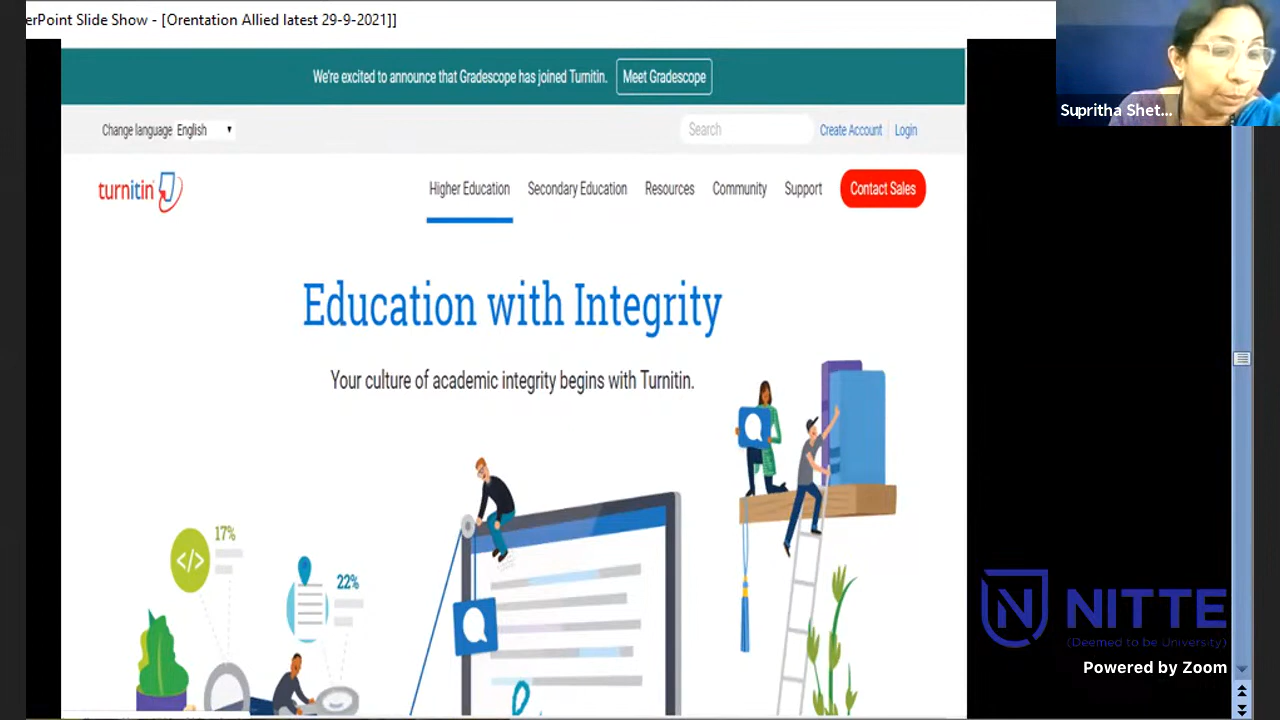 erPoint Slide Show - [Orentation Allied latest 29-9-2021]]
Supritha Shet...
We're excited to announce that Gradescope has joined Turnitin. Meet Gradescope
Change language English
Search
Create Account
Login
turnitin
Higher Education
Secondary Education
Resources
Community
Support
Contact Sales
Education with Integrity
Your culture of academic integrity begins with Turnitin.
17%
</>
22%
N NITTE
(Deemed to be University)
Powered by Zoom